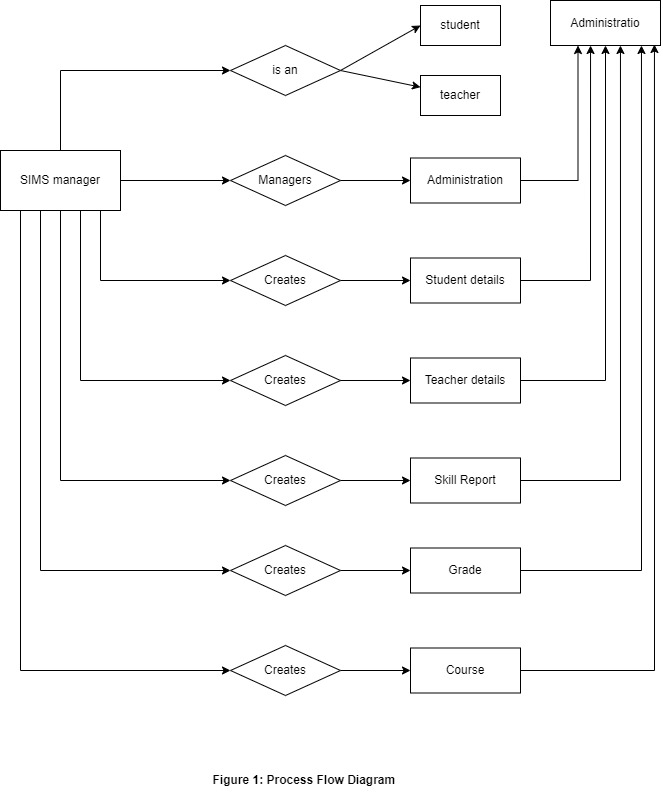 student
Administratio
is an
teacher
SIMS manager
Managers
Administration
Creates
Student details
Creates
Teacher details
Creates
Skill Report
Creates
Grade
Creates
Course
Figure 1: Process Flow Diagram